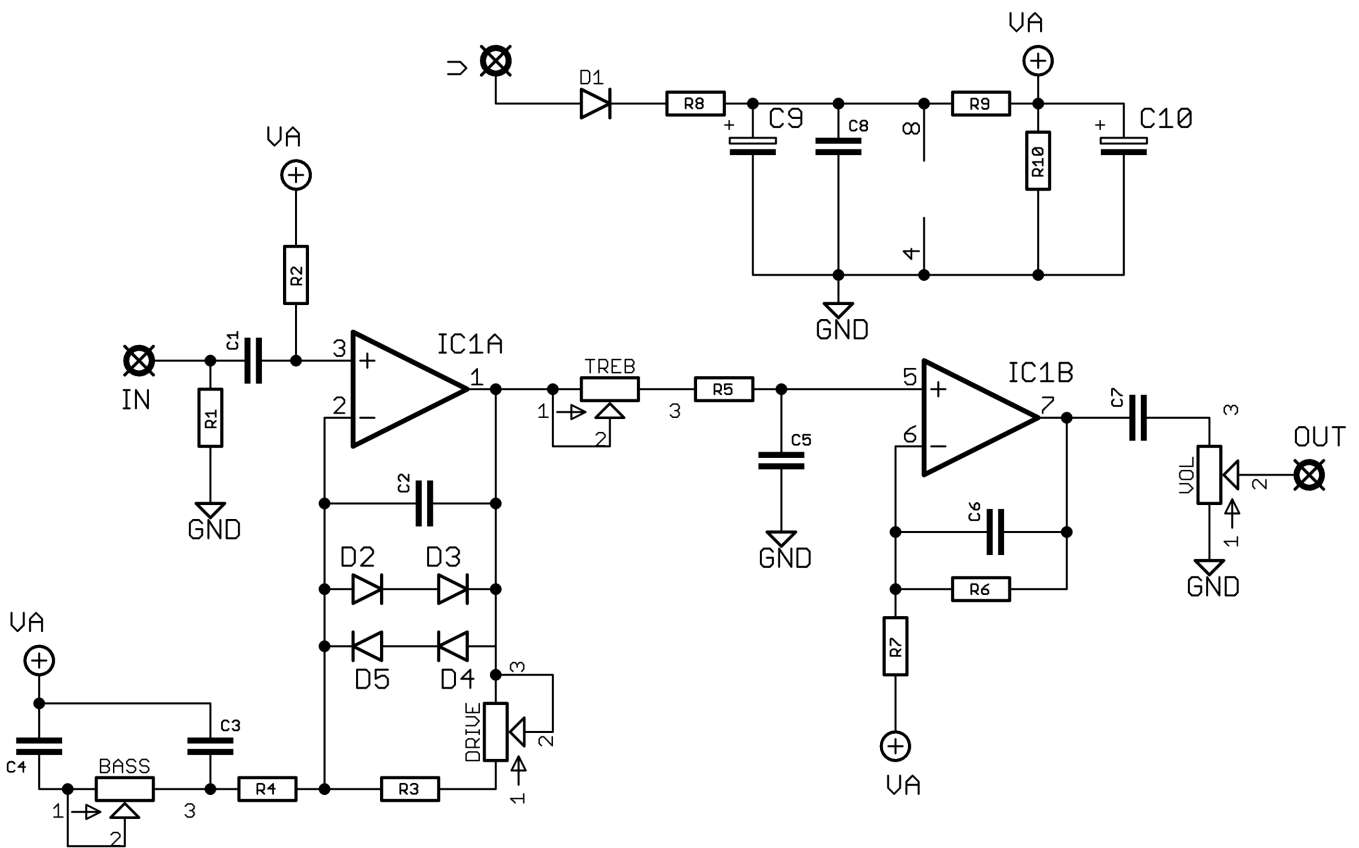 VA
D1
R8
R9
+
C9
C8
8
+
C10
R10
VA
4
GND
R2
IN
C1
R1
GND
3
+
2
-
1
IC1A
TREB
1
2
3
R5
C5
GND
5
+
6
-
7
IC1B
C7
3
VOL
2
1
OUT
GND
C2
D2
D3
D5
D4
C6
R6
R7
VA
VA
3
DRIVE
2
1
C4
C3
BASS
1
2
3
R4
R3